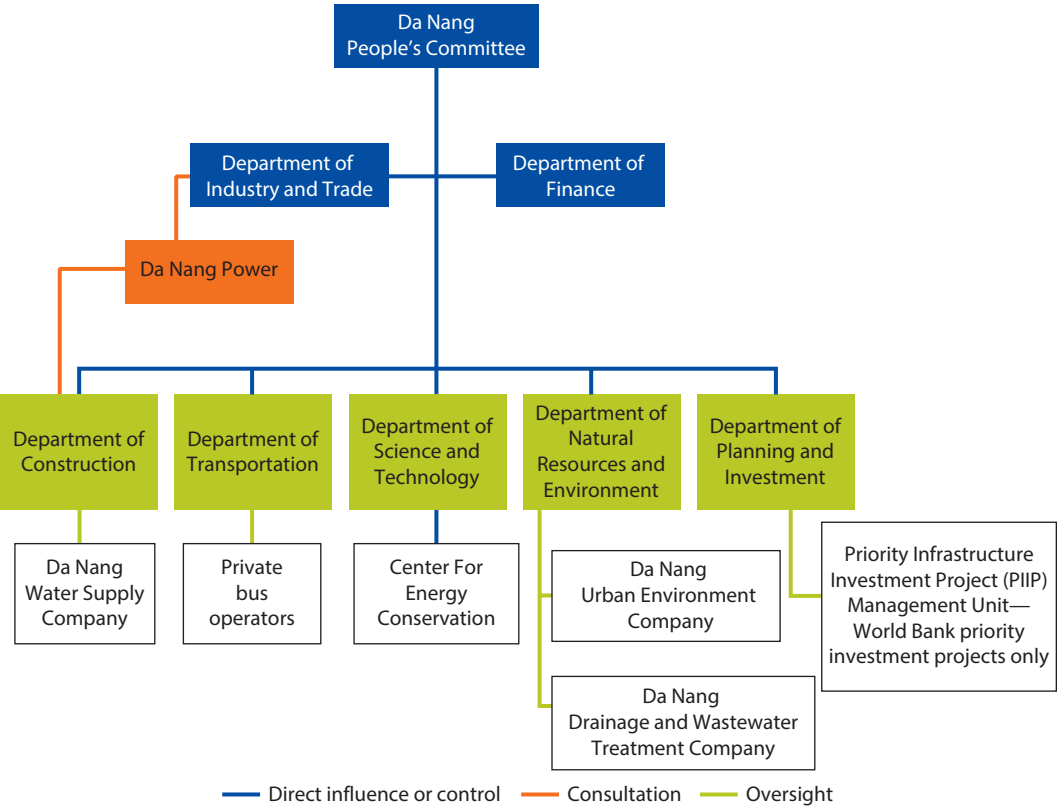 Da Nang
People’s Committee
Department of
Industry and Trade
Department of
Finance
Da Nang Power
Department of
Construction
Department of
Transportation
Department of
Science and
Technology
Department of
Natural
Resources and
Environment
Department of
Planning and
Investment
Da Nang
Water Supply
Company
Private
bus
operators
Center For
Energy
Conservation
Da Nang
Urban Environment
Company
Da Nang
Drainage and Wastewater
Treatment Company
Priority Infrastructure
Investment Project (PIIP)
Management Unit—
World Bank priority
investment projects only
Direct influence or control
Consultation
Oversight